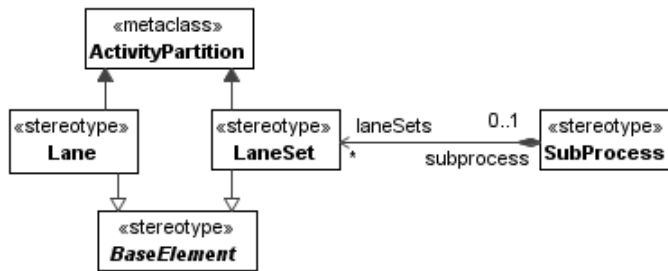 «metaclass»
ActivityPartition
«stereotype»
Lane
«stereotype»
LaneSet
laneSets
0..1
*
subprocess
«stereotype»
SubProcess
«stereotype»
BaseElement